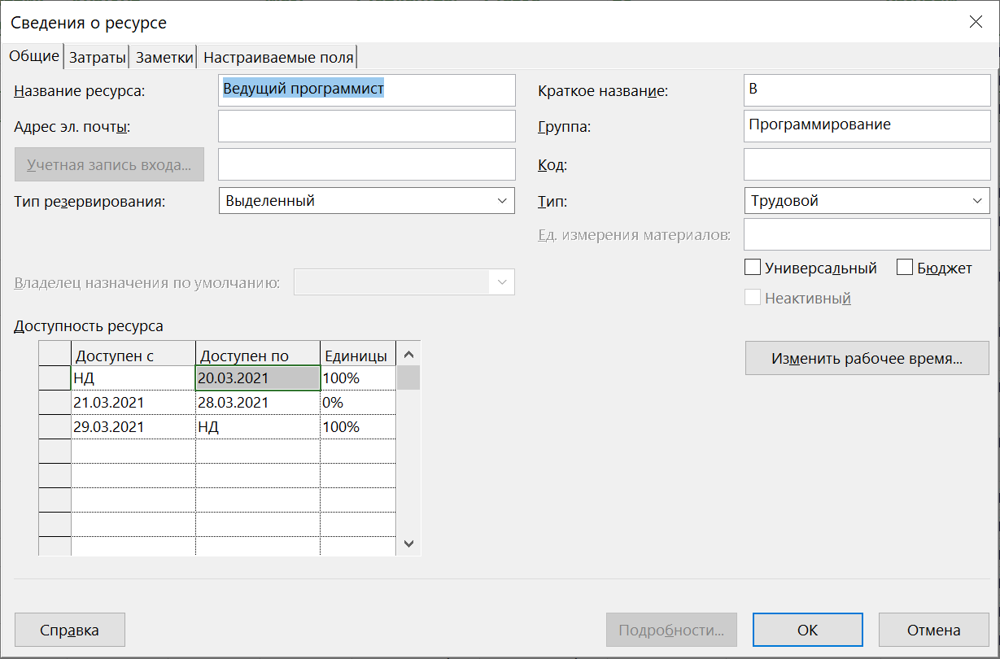 Сведения о ресурсе
Общие Затраты Заметки Настраиваемые поля
Название ресурса: Ведущий программист Краткое название: В
Адрес эл. почты: Группа: Программирование
Учетная запись входа... Код:
Тип резервирования: Выделенный Тип: Трудовой
Ед. измерения материалов:
Универсальный Бюджет
Владелец назначения по умолчанию:
Неактивный
Доступность ресурса
Доступен с Доступен по Единицы
Изменить рабочее время...
НД 20.03.2021 100%
21.03.2021 28.03.2021 0%
29.03.2021 НД 100%
Справка Подробности... ОК Отмена